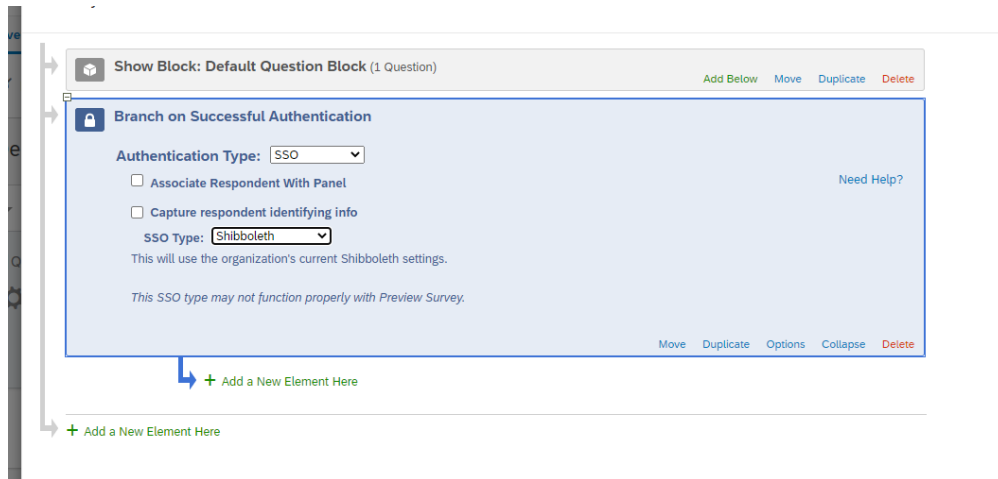 ve
Show Block: Default Question Block (1 Question)
Add Below Move Duplicate Delete
Branch on Successful Authentication
Authentication Type: SSO
e
Associate Respondent With Panel
Need Help?
Capture respondent identifying info
SSO Type: Shibboleth
This will use the organization's current Shibboleth settings.
Q
This SSO type may not function properly with Preview Survey.
Move Duplicate Options Collapse Delete
+ Add a New Element Here
+ Add a New Element Here